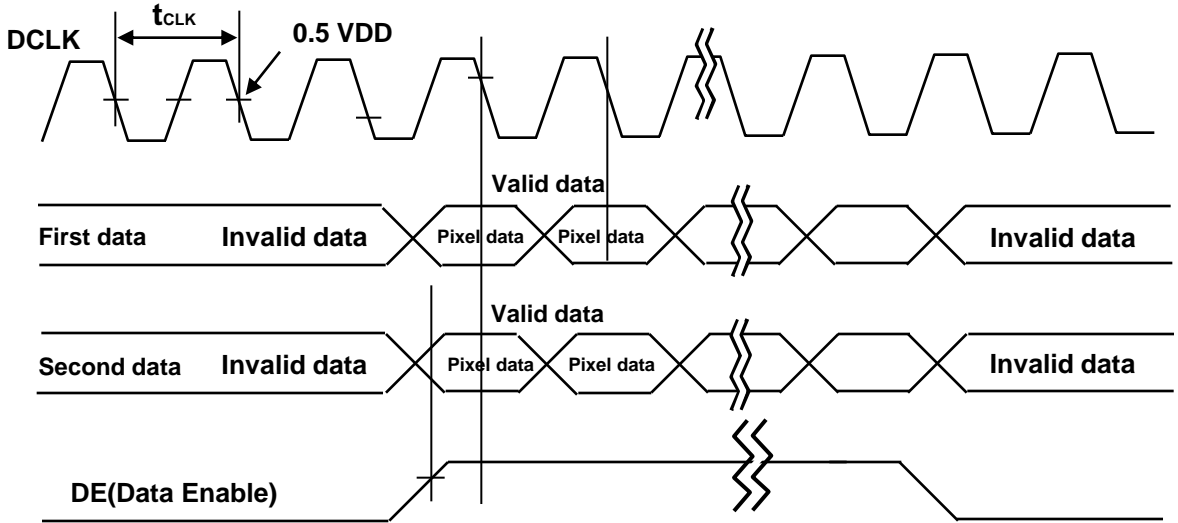 tCLK
DCLK
0.5 VDD
Valid data
First data Invalid data Pixel data Pixel data Invalid data
Valid data
Second data Invalid data Pixel data Pixel data Invalid data
DE(Data Enable)